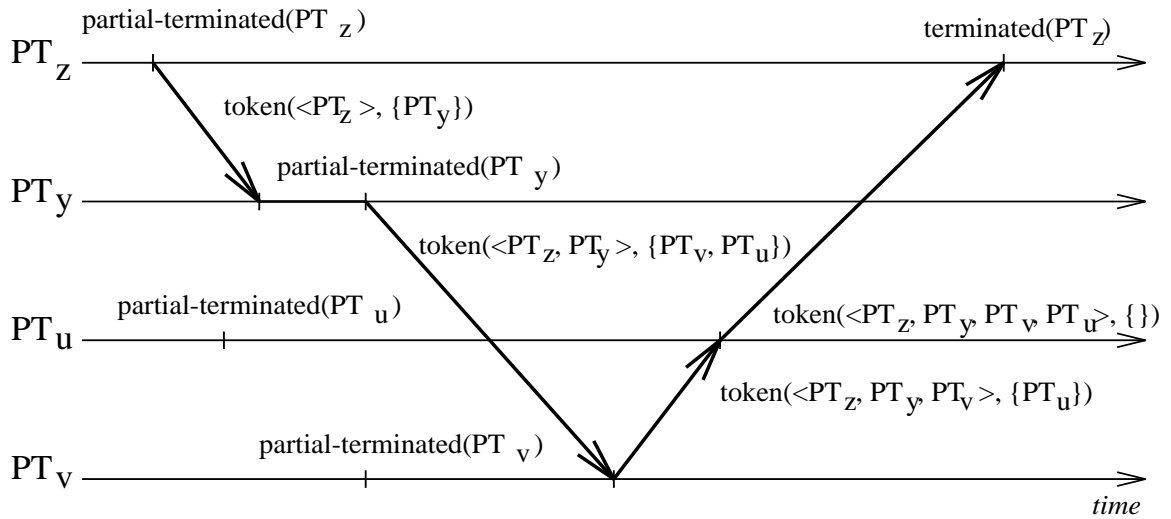 partial-terminated(PT z)
terminated(PT z)
PT z
token(<PT z >, {PT y})
partial-terminated(PT y)
PT y
token(<PT z, PT y >, {PT v, PT u})
partial-terminated(PT u)
token(<PT z, PT y, PT v, PT u>, {})
PT u
token(<PT z, PT y, PT v >, {PT u})
partial-terminated(PT v)
PT v
time